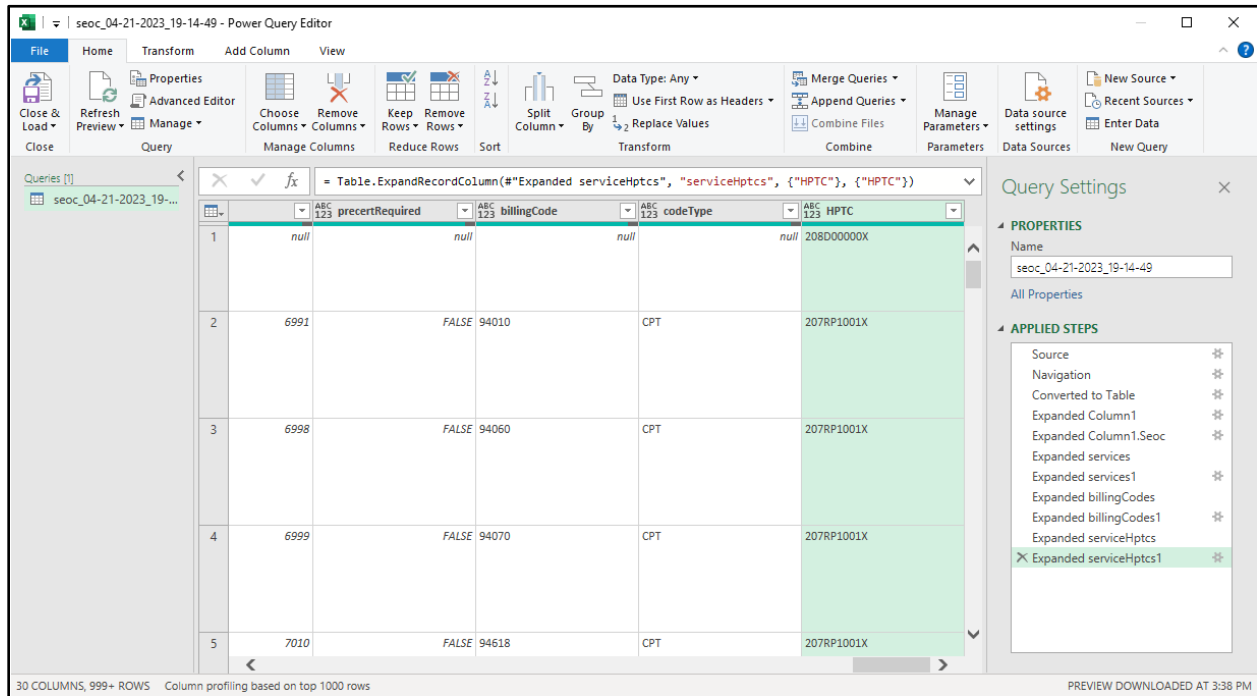 seoc_04-21-2023_19-14-49 - Power Query Editor
File Home Transform Add Column View
Close & Load
Refresh Preview
Properties
Advanced Editor
Manage
Choose Columns
Remove Columns
Keep Rows
Remove Rows
Split Column
Group By
Data Type: Any
Use First Row as Headers
Replace Values
Merge Queries
Append Queries
Combine Files
Manage Parameters
Data source settings
New Source
Recent Sources
Enter Data
Close Query Manage Columns Reduce Rows Sort Transform Combine Parameters Data Sources New Query
Queries [1]
seoc_04-21-2023_19-...
fx = Table.ExpandRecordColumn(#"Expanded serviceHptcs", "serviceHptcs", {"HPTC"}, {"HPTC"})
ABC 123 precertRequired ABC 123 billingCode ABC 123 codeType ABC 123 HPTC
1 null null null null 208D00000X
2 6991 FALSE 94010 CPT 207RP1001X
3 6998 FALSE 94060 CPT 207RP1001X
4 6999 FALSE 94070 CPT 207RP1001X
5 7010 FALSE 94618 CPT 207RP1001X
Query Settings
PROPERTIES
Name
seoc_04-21-2023_19-14-49
All Properties
APPLIED STEPS
Source
Navigation
Converted to Table
Expanded Column1
Expanded Column1.Seoc
Expanded services
Expanded services1
Expanded billingCodes
Expanded billingCodes1
Expanded serviceHptcs
Expanded serviceHptcs1
30 COLUMNS, 999+ ROWS Column profiling based on top 1000 rows PREVIEW DOWNLOADED AT 3:38 PM